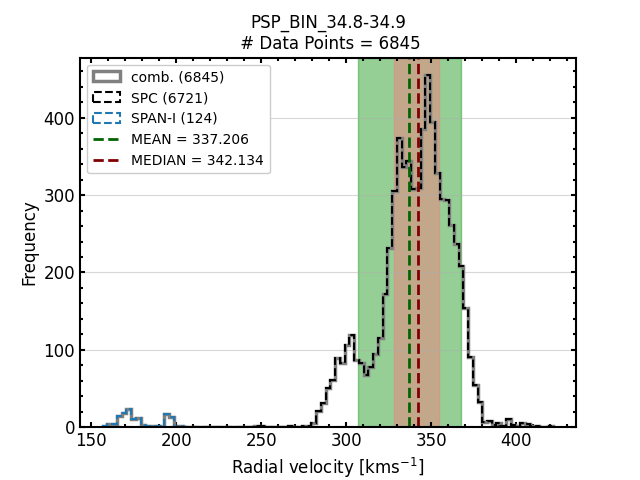 PSP_BIN_34.8-34.9
# Data Points = 6845
comb. (6845)
SPC (6721)
SPAN-I (124)
MEAN = 337.206
MEDIAN = 342.134
Frequency
400
300
200
100
0
150 200 250 300 350 400
Radial velocity [kms⁻¹]